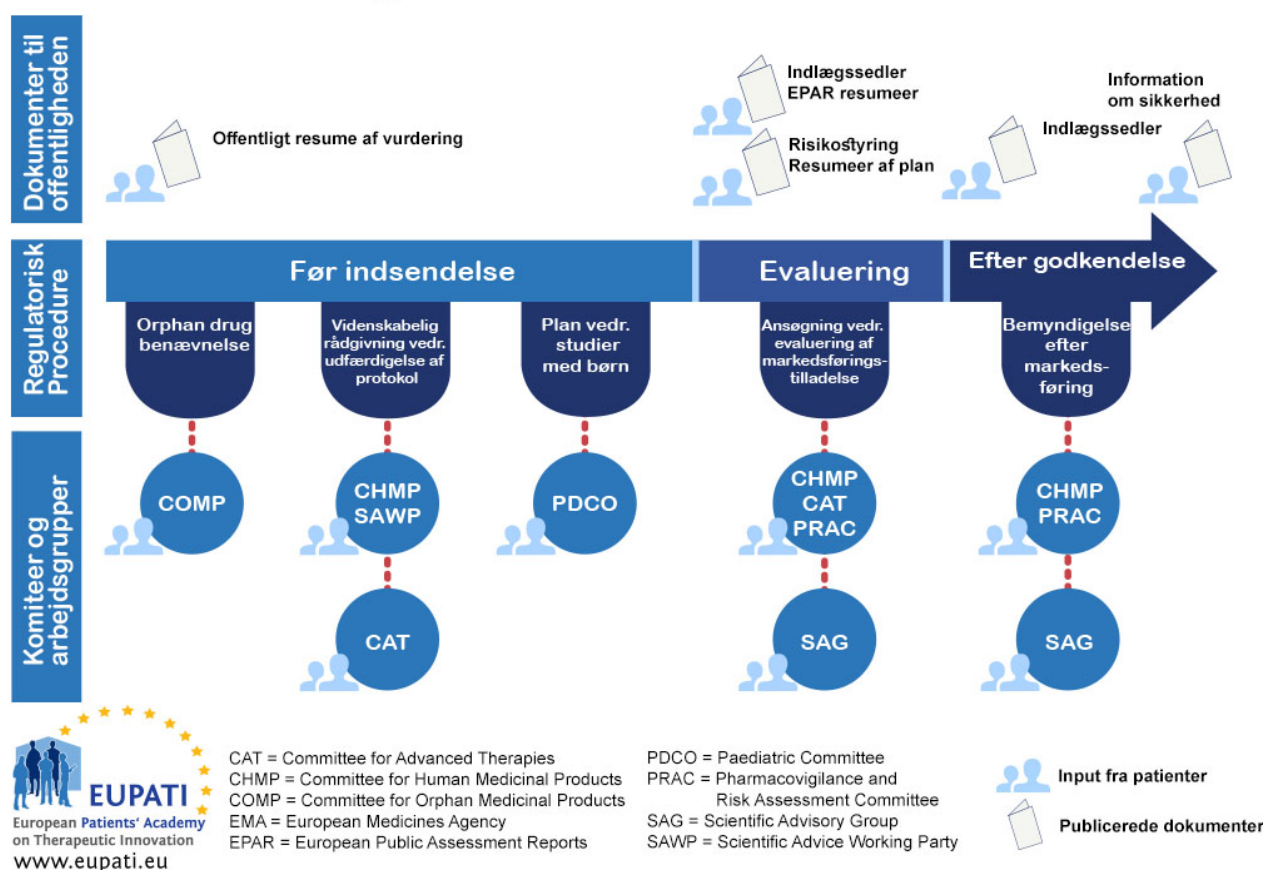 Dokumenter til
offentligheden
Offentligt resume af vurdering
Indlægssedler
EPAR resumeer
Risikostyring
Resumeer af plan
Indlægssedler
Information
om sikkerhed
Regulatorisk
Procedure
Før indsendelse
Evaluering
Efter godkendelse
Orphan drug
benævnelse
Videnskabelig
rådgivning vedr.
udfærdigelse af
protokol
Plan vedr.
studier
med børn
Ansøgning vedr.
evaluering af
markedsførings-
tilladelse
Bemyndigelse
efter
markeds-
føring
Komiteer og
arbejdsgrupper
COMP
CHMP
SAWP
PDCO
CHMP
CAT
PRAC
CHMP
PRAC
CAT
SAG
SAG
EUPATI
European Patients' Academy
on Therapeutic Innovation
www.eupati.eu
CAT = Committee for Advanced Therapies
CHMP = Committee for Human Medicinal Products
COMP = Committee for Orphan Medicinal Products
EMA = European Medicines Agency
EPAR = European Public Assessment Reports
PDCO = Paediatric Committee
PRAC = Pharmacovigilance and
Risk Assessment Committee
SAG = Scientific Advisory Group
SAWP = Scientific Advice Working Party
Input fra patienter
Publicerede dokumenter